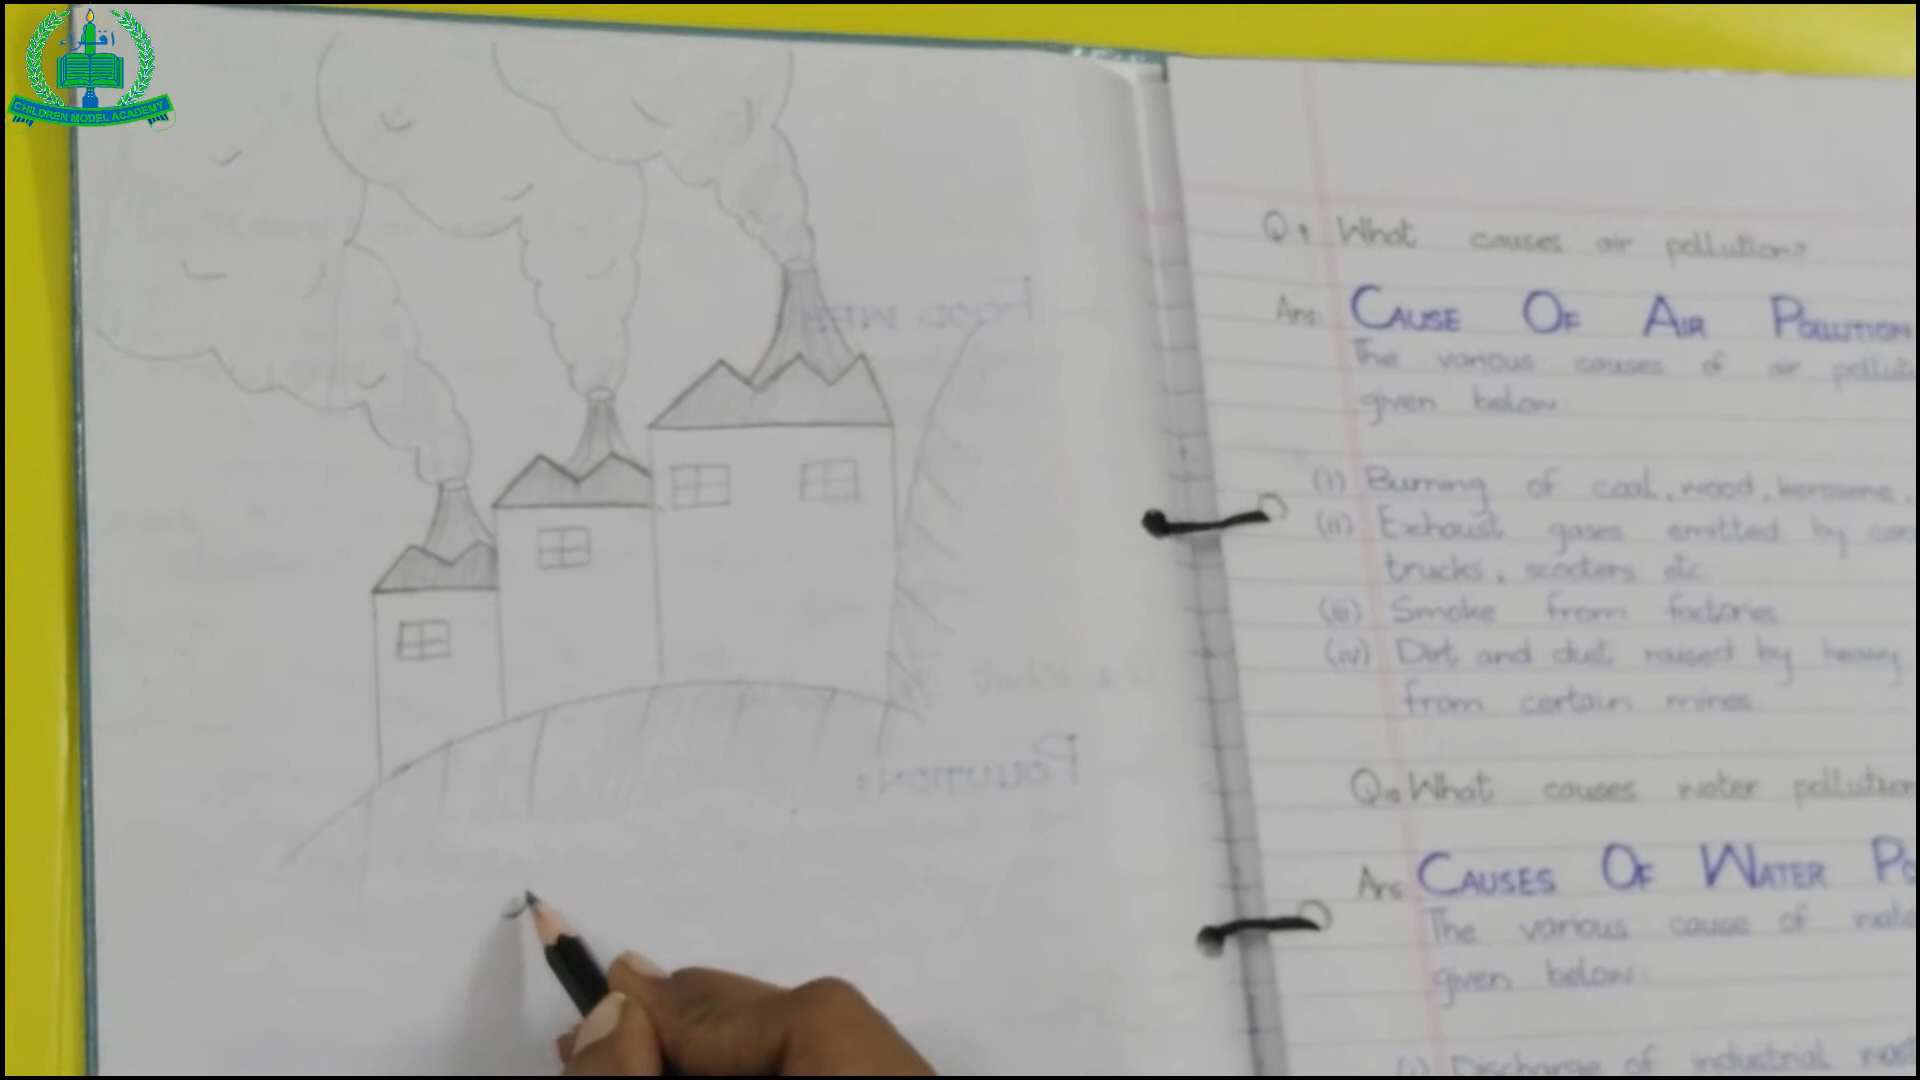 اقراء
CHILDREN MODEL ACADEMY
Q. What causes air pollution?
Ans: CAUSE OF AIR POLLUTION
The various causes of air
given below
(i) Burning of coal, wood, kerosene,
(ii) Exhaust gases emitted by
trucks, scooters etc
(iii) Smoke from factories
(iv) Dirt and dust raised by heavy
from certain mines
Q. What causes water pollution
Ans CAUSES OF WATER
The various cause of
given below:
(i) Discharge of industrial